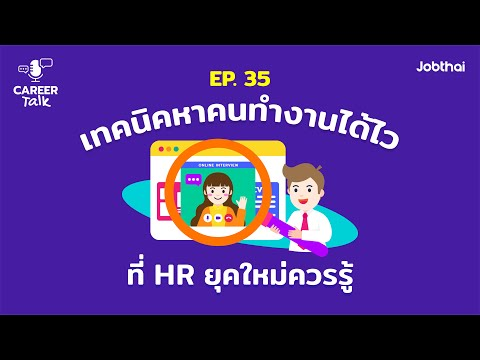 CAREER
Talk
Jobthai
EP. 35
เทคนิคหาคนทำงานได้ไว
ONLINE INTERVIEW
ที่ HR ยุคใหม่ควรรู้